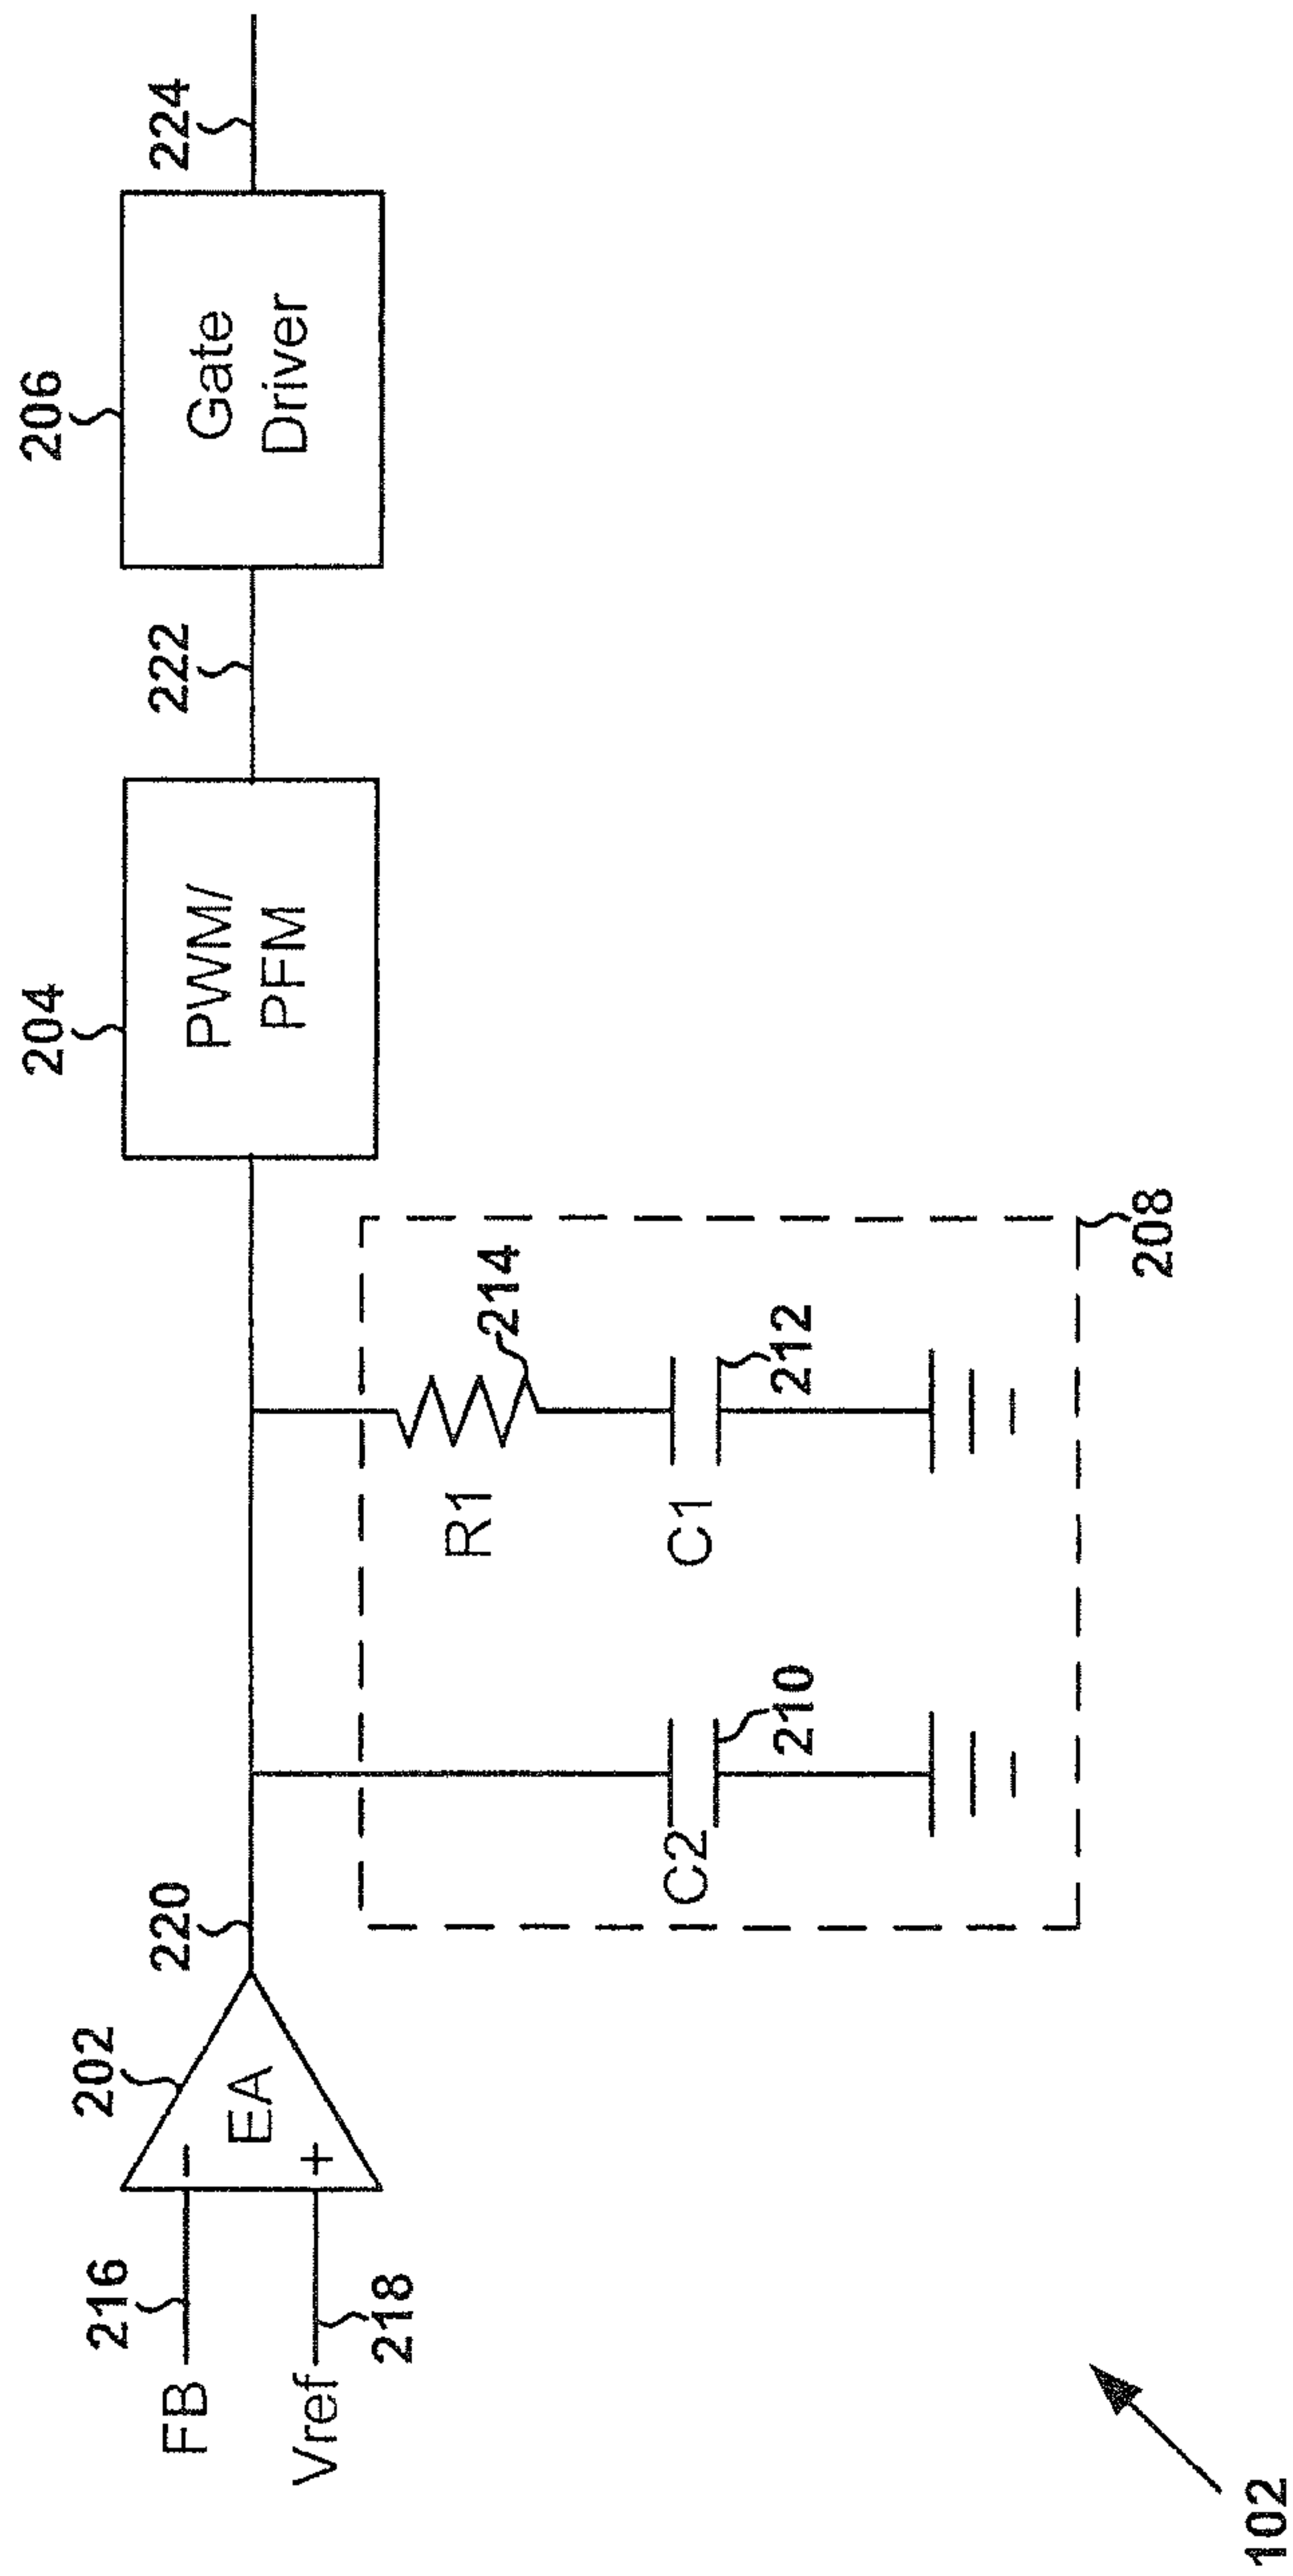 202
204
206
216
220
222
224
FB
EA
−
+
PWM/
PFM
Gate
Driver
Vref
218
R1
214
C2
210
C1
212
208
102